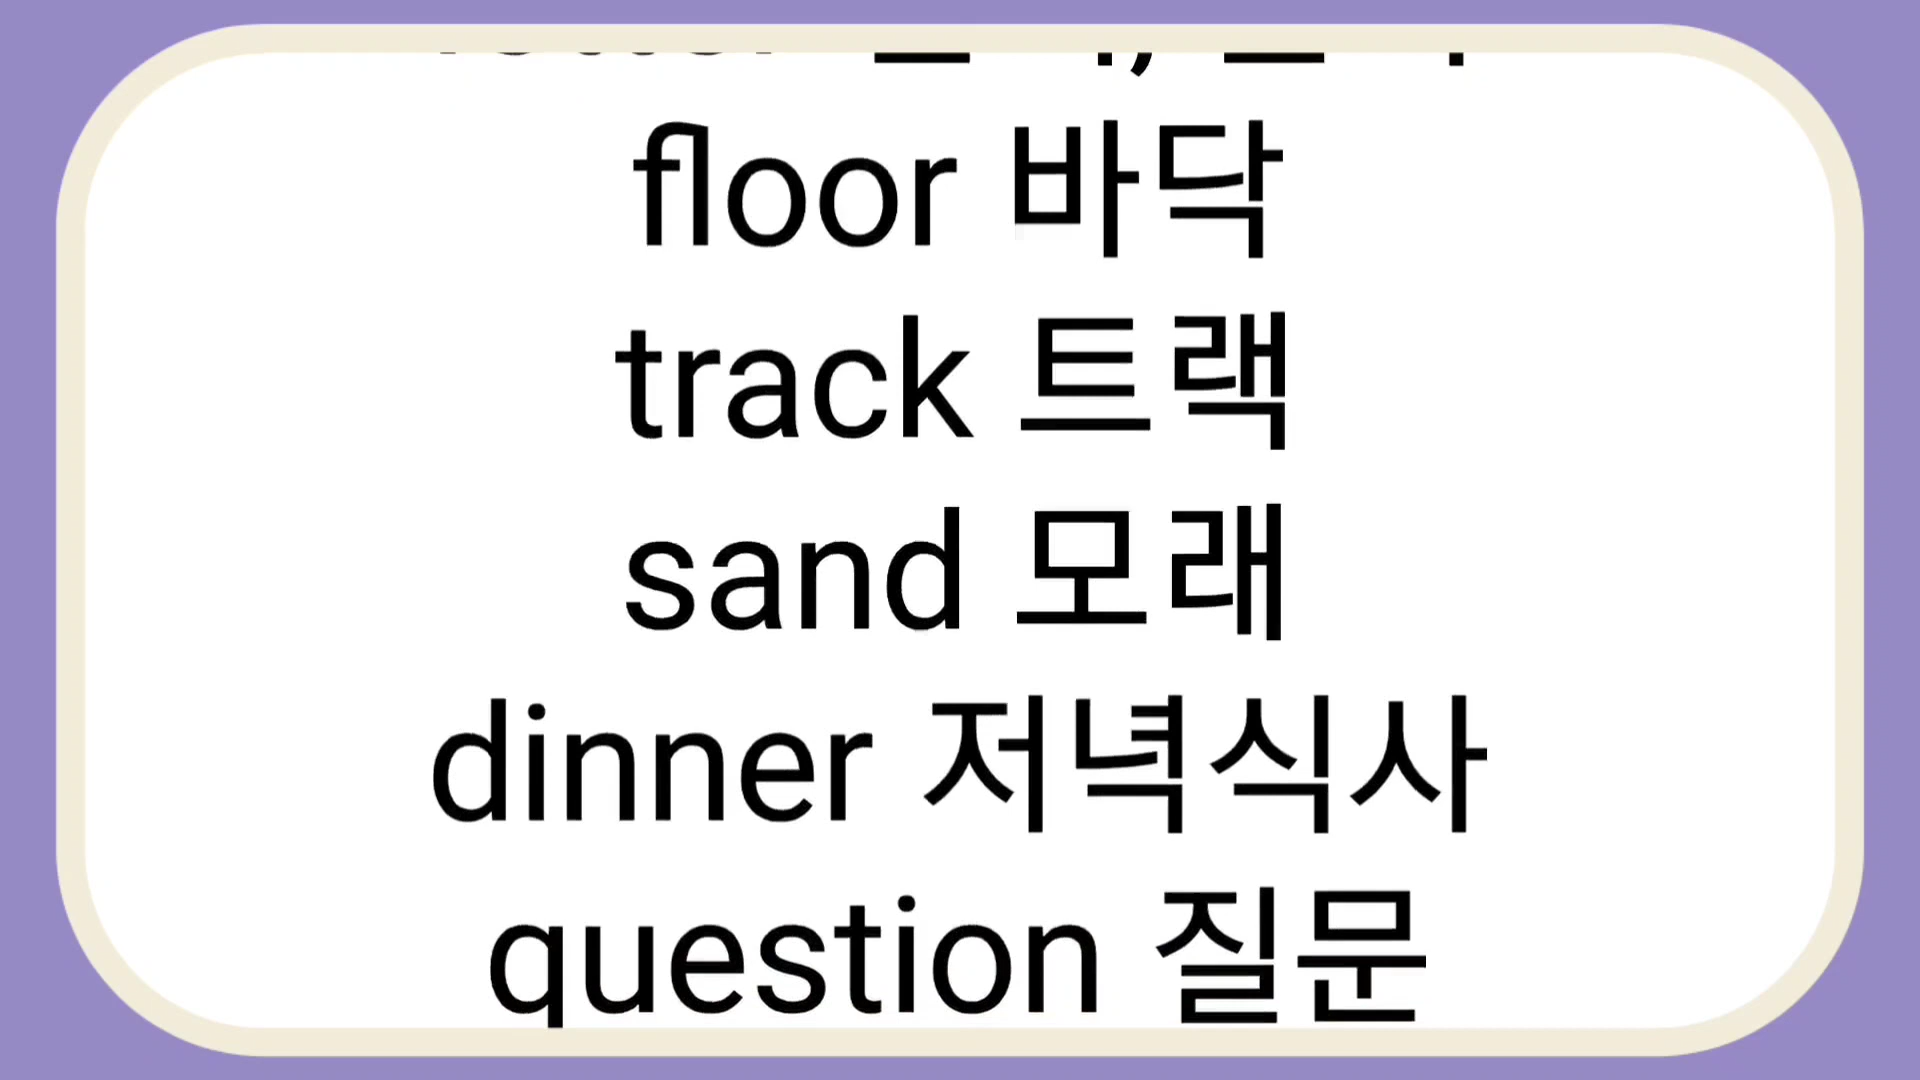 floor 바닥
track 트랙
sand 모래
dinner 저녁식사
question 질문